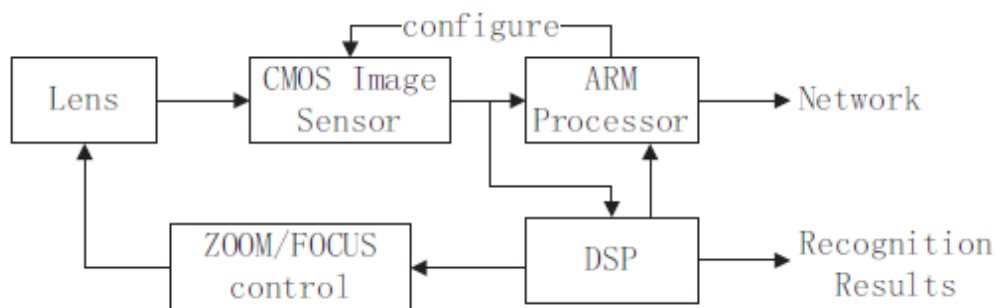 configure
Lens
CMOS Image
Sensor
ARM
Processor
Network
ZOOM/FOCUS
control
DSP
Recognition
Results